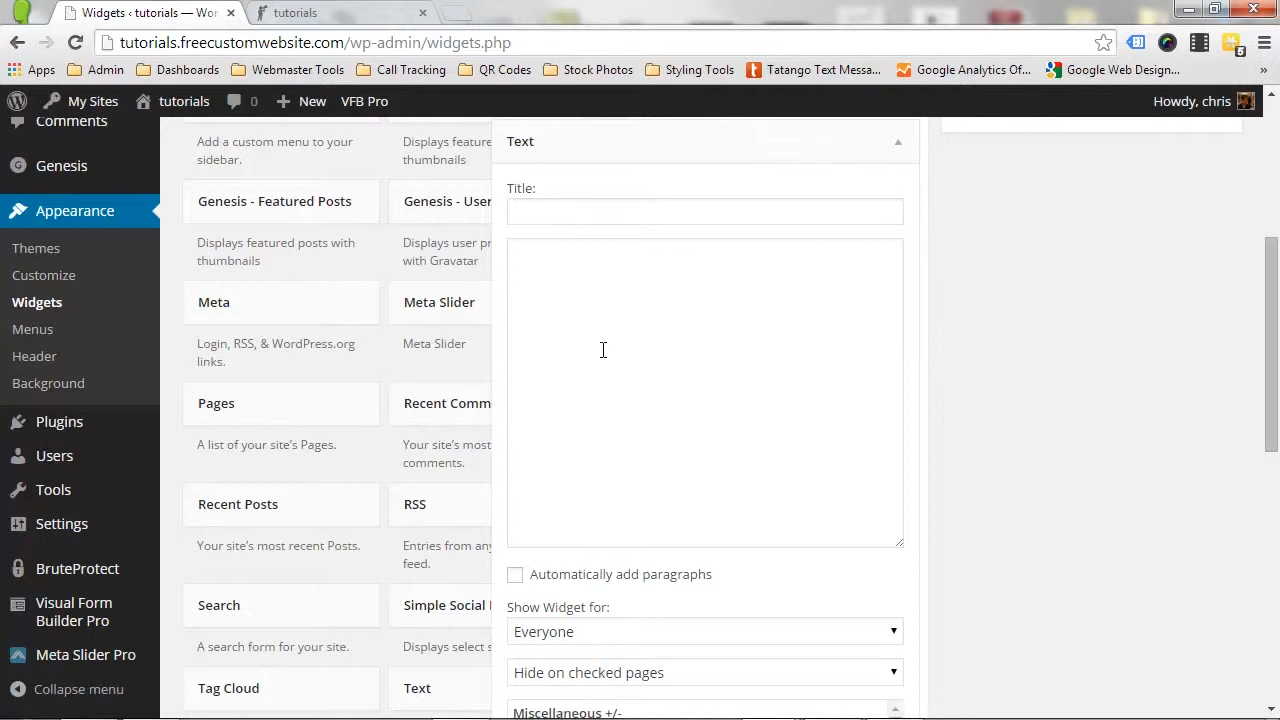 Widgets ‹ tutorials — Wor
tutorials
tutorials.freecustomwebsite.com/wp-admin/widgets.php
Apps Admin Dashboards Webmaster Tools Call Tracking QR Codes Stock Photos Styling Tools Tatango Text Messa... Google Analytics Of... Google Web Design... »
My Sites tutorials 0 New VFB Pro Howdy, chris
Comments
Genesis
Appearance
Themes
Customize
Widgets
Menus
Header
Background
Plugins
Users
Tools
Settings
BruteProtect
Visual Form
Builder Pro
Meta Slider Pro
Collapse menu
Add a custom menu to your
sidebar.
Genesis - Featured Posts
Displays featured posts with
thumbnails
Meta
Login, RSS, & WordPress.org
links.
Pages
A list of your site’s Pages.
Recent Posts
Your site’s most recent Posts.
Search
A search form for your site.
Tag Cloud
Displays feature
thumbnails
Genesis - User
Displays user pr
with Gravatar
Meta Slider
Meta Slider
Recent Comm
Your site’s most
comments.
RSS
Entries from any
feed.
Simple Social
Displays select s
Text
Text
Title:
Automatically add paragraphs
Show Widget for:
Everyone
Hide on checked pages
Miscellaneous +/-